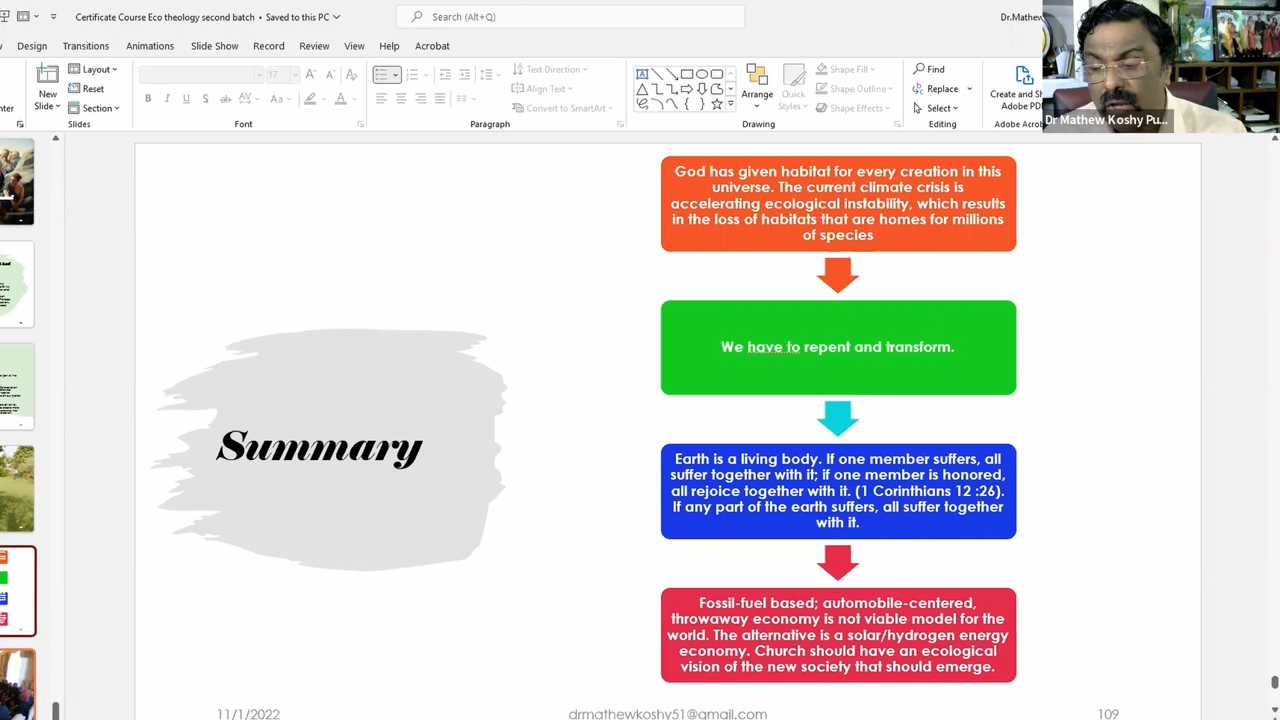 Certificate Course Eco theology second batch • Saved to this PC
Search (Alt+Q)
Dr.Mathew
Design Transitions Animations Slide Show Record Review View Help Acrobat
New
Slide
Layout
Reset
Section
Slides
17
B I U S ab AV Aa A
Font
Text Direction
Align Text
Convert to SmartArt
Paragraph
Arrange
Quick
Styles
Shape Fill
Shape Outline
Shape Effects
Drawing
Find
Replace
Select
Editing
Create and Sh
Adobe PDF
Adobe Acro
Dr Mathew Koshy Pu...
God has given habitat for every creation in this
universe. The current climate crisis is
accelerating ecological instability, which results
in the loss of habitats that are homes for millions
of species
We have to repent and transform.
Summary
Earth is a living body. If one member suffers, all
suffer together with it; if one member is honored,
all rejoice together with it. (1 Corinthians 12 :26).
If any part of the earth suffers, all suffer together
with it.
Fossil-fuel based; automobile-centered,
throwaway economy is not viable model for the
world. The alternative is a solar/hydrogen energy
economy. Church should have an ecological
vision of the new society that should emerge.
11/1/2022
drmathewkoshy51@gmail.com
109